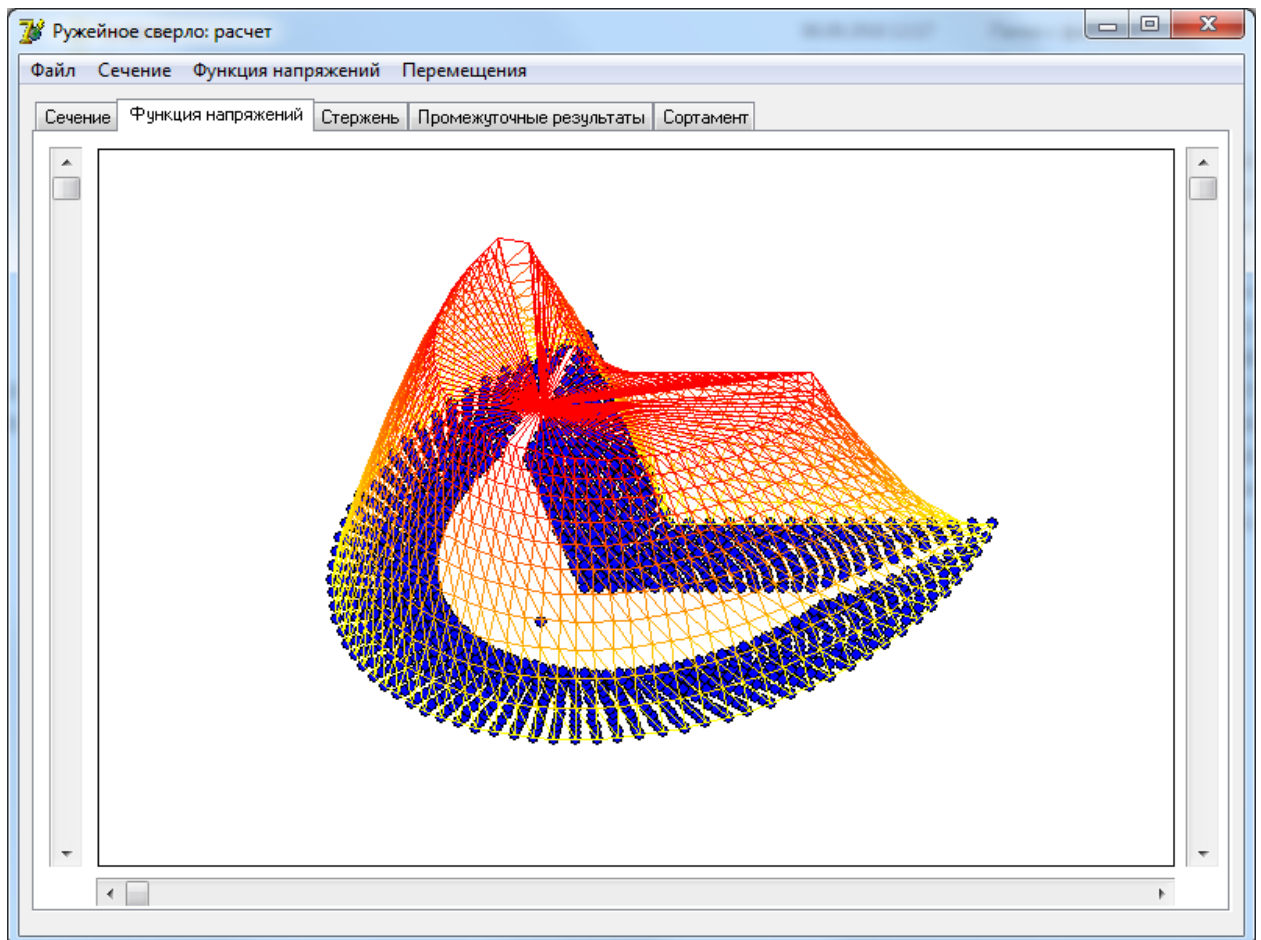 Ружейное сверло: расчет
Файл Сечение Функция напряжений Перемещения
Сечение Функция напряжений Стержень Промежуточные результаты Сортамент